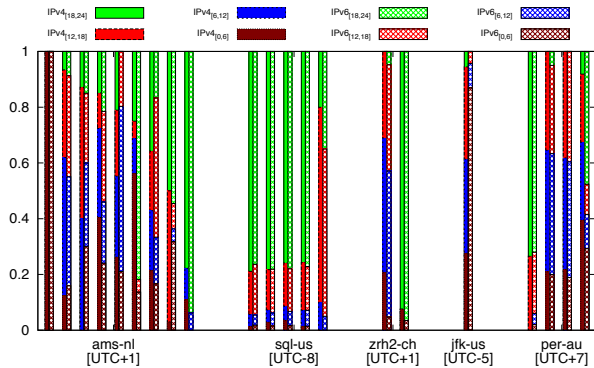 IPv4[18,24] IPv4[6,12] IPv6[18,24] IPv6[6,12]
IPv4[12,18] IPv4[0,6] IPv6[12,18] IPv6[0,6]
1
0.8
0.6
0.4
0.2
0
ams-nl sql-us zrh2-ch jfk-us per-au
[UTC+1] [UTC-8] [UTC+1] [UTC-5] [UTC+7]